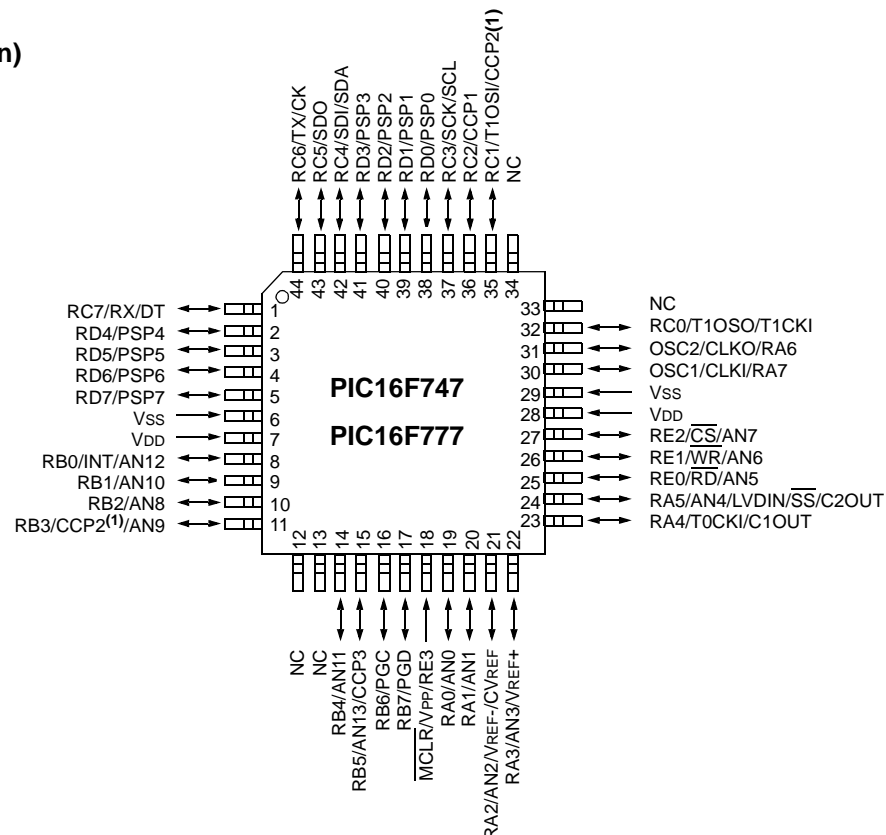 n)
RC6/TX/CK
RC5/SDO
RC4/SDI/SDA
RD3/PSP3
RD2/PSP2
RD1/PSP1
RD0/PSP0
RC3/SCK/SCL
RC2/CCP1
RC1/T1OSI/CCP2(1)
NC
44
43
42
41
40
39
38
37
36
35
34
RC7/RX/DT 1
RD4/PSP4 2
RD5/PSP5 3
RD6/PSP6 4
RD7/PSP7 5
VSS 6
VDD 7
RB0/INT/AN12 8
RB1/AN10 9
RB2/AN8 10
RB3/CCP2(1)/AN9 11
PIC16F747
PIC16F777
33 NC
32 RC0/T1OSO/T1CKI
31 OSC2/CLKO/RA6
30 OSC1/CLKI/RA7
29 VSS
28 VDD
27 RE2/CS/AN7
26 RE1/WR/AN6
25 RE0/RD/AN5
24 RA5/AN4/LVDIN/SS/C2OUT
23 RA4/T0CKI/C1OUT
12
13
14
15
16
17
18
19
20
21
22
NC
NC
RB4/AN11
RB5/AN13/CCP3
RB6/PGC
RB7/PGD
MCLR/VPP/RE3
RA0/AN0
RA1/AN1
RA2/AN2/VREF-/CVREF
RA3/AN3/VREF+